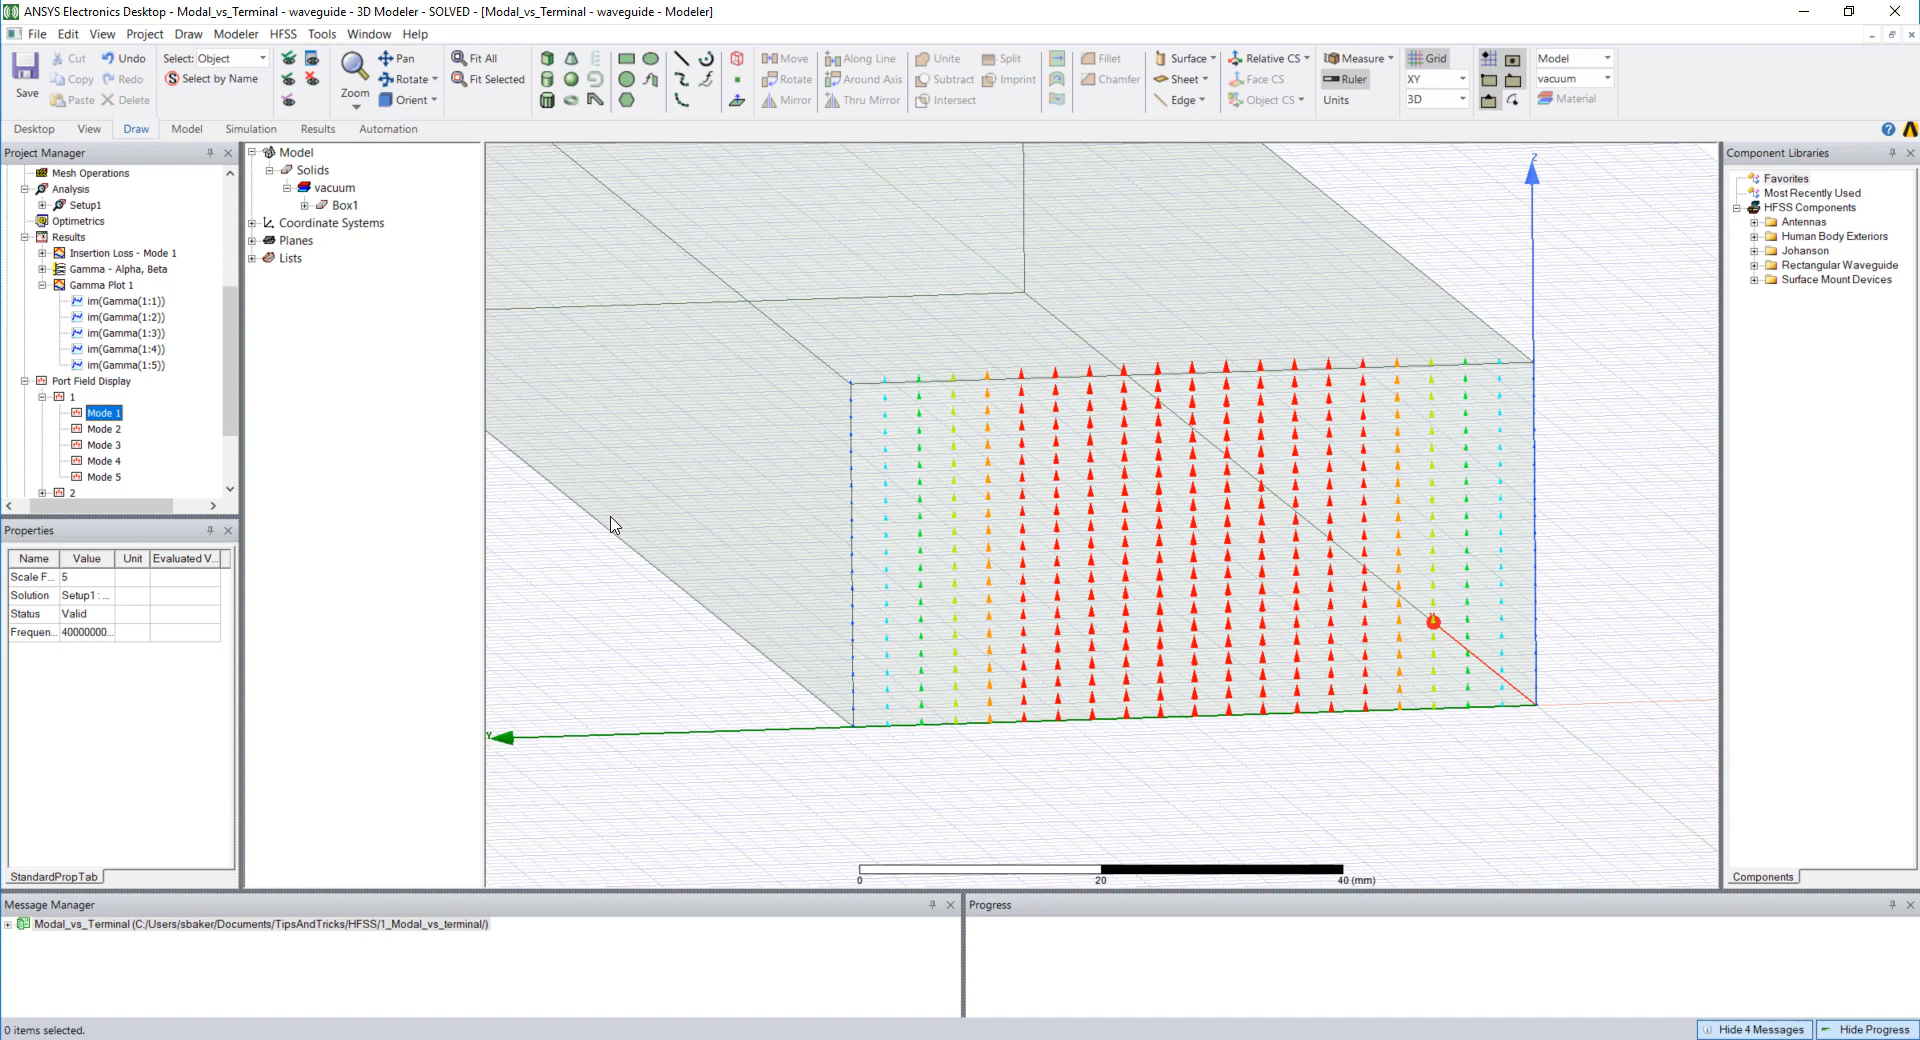 ANSYS Electronics Desktop - Modal_vs_Terminal - waveguide - 3D Modeler - SOLVED - [Modal_vs_Terminal - waveguide - Modeler]
File Edit View Project Draw Modeler HFSS Tools Window Help
Save
Cut Undo
Copy Redo
Paste Delete
Select: Object
Select by Name
Zoom
Pan
Rotate
Orient
Fit All
Fit Selected
Move
Rotate
Mirror
Along Line
Around Axis
Thru Mirror
Unite Split
Subtract Imprint
Intersect
Fillet
Chamfer
Surface
Sheet
Edge
Relative CS
Face CS
Object CS
Measure
Ruler
Units
Grid
XY
3D
Model
vacuum
Material
Desktop View Draw Model Simulation Results Automation
Project Manager
Mesh Operations
Analysis
Setup1
Optimetrics
Results
Insertion Loss - Mode 1
Gamma - Alpha, Beta
Gamma Plot 1
im(Gamma(1:1))
im(Gamma(1:2))
im(Gamma(1:3))
im(Gamma(1:4))
im(Gamma(1:5))
Port Field Display
1
Mode 1
Mode 2
Mode 3
Mode 4
Mode 5
2
Properties
Name Value Unit Evaluated V...
Scale F... 5
Solution Setup1 : ...
Status Valid
Frequen... 40000000...
StandardPropTab
Model
Solids
vacuum
Box1
Coordinate Systems
Planes
Lists
Z
Y
0 20 40 (mm)
Component Libraries
Favorites
Most Recently Used
HFSS Components
Antennas
Human Body Exteriors
Johanson
Rectangular Waveguide
Surface Mount Devices
Components
Message Manager
Modal_vs_Terminal (C:/Users/sbaker/Documents/TipsAndTricks/HFSS/1_Modal_vs_terminal/)
Progress
0 items selected.
Hide 4 Messages
Hide Progress